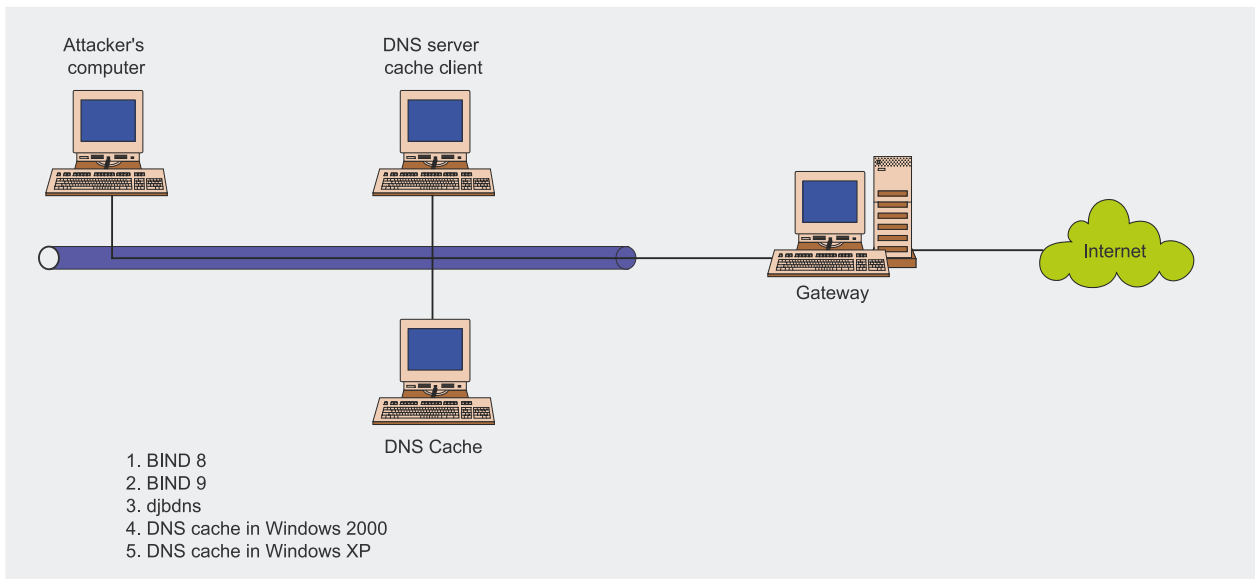 Attacker's
computer
DNS server
cache client
Internet
Gateway
DNS Cache
1. BIND 8
2. BIND 9
3. djbdns
4. DNS cache in Windows 2000
5. DNS cache in Windows XP